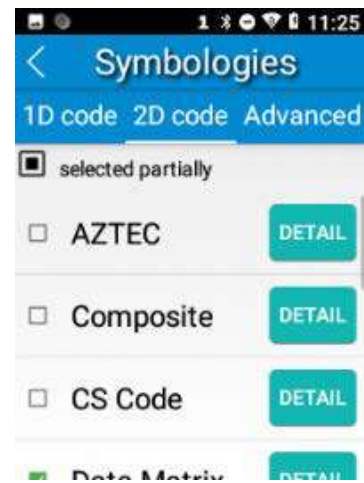 1 11:25
Symbologies
1D code 2D code Advanced
selected partially
AZTEC DETAIL
Composite DETAIL
CS Code DETAIL
Data Matrix DETAIL